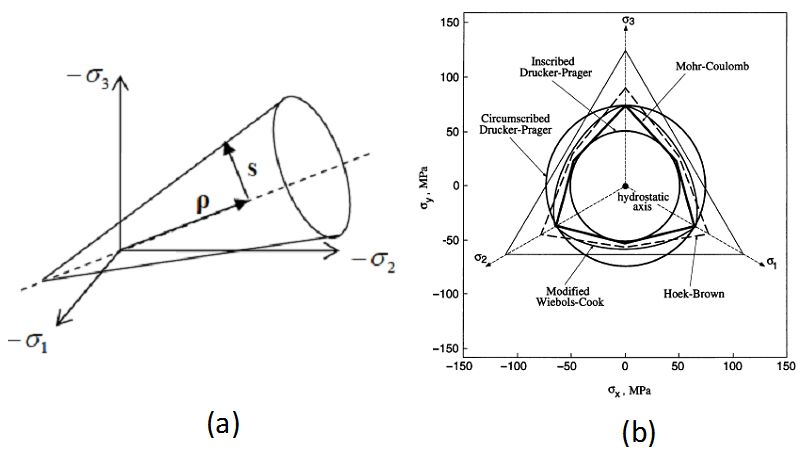 −σ₃
ρ
s
−σ₂
−σ₁
(a)
150
100
50
0
−50
−100
−150
σy , MPa
−150
−100
−50
0
50
100
150
σx , MPa
σ₃
Inscribed
Drucker-Prager
Mohr-Coulomb
Circumscribed
Drucker-Prager
hydrostatic
axis
σ₂
σ₁
Modified
Wiebols-Cook
Hoek-Brown
(b)